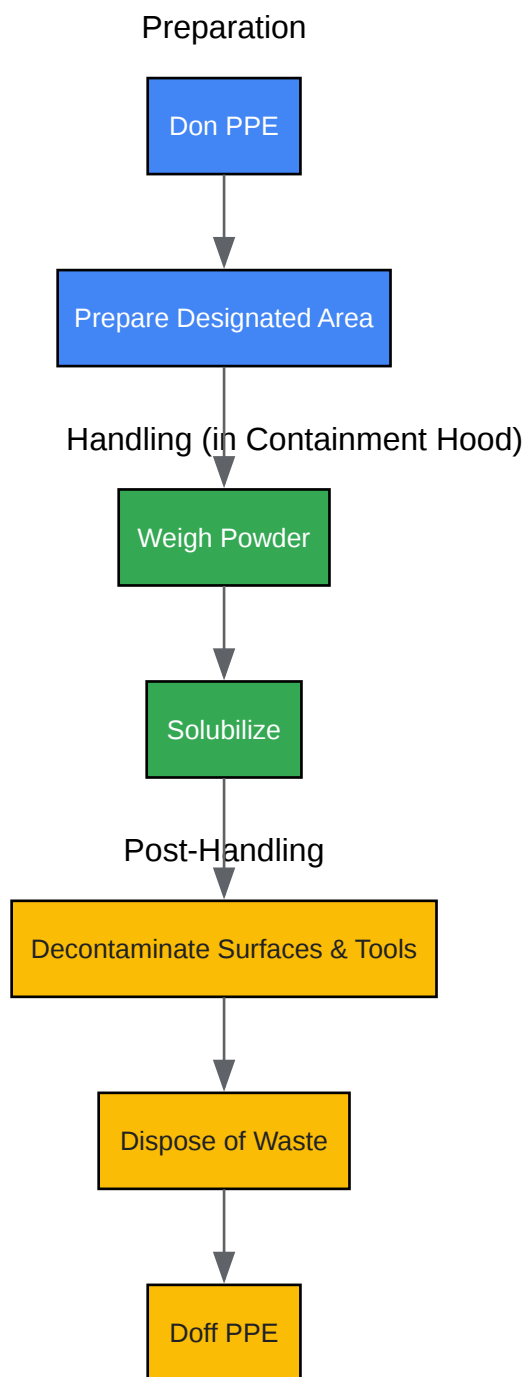 Preparation
Don PPE
Prepare Designated Area
Handling (in Containment Hood)
Weigh Powder
Solubilize
Post-Handling
Decontaminate Surfaces & Tools
Dispose of Waste
Doff PPE